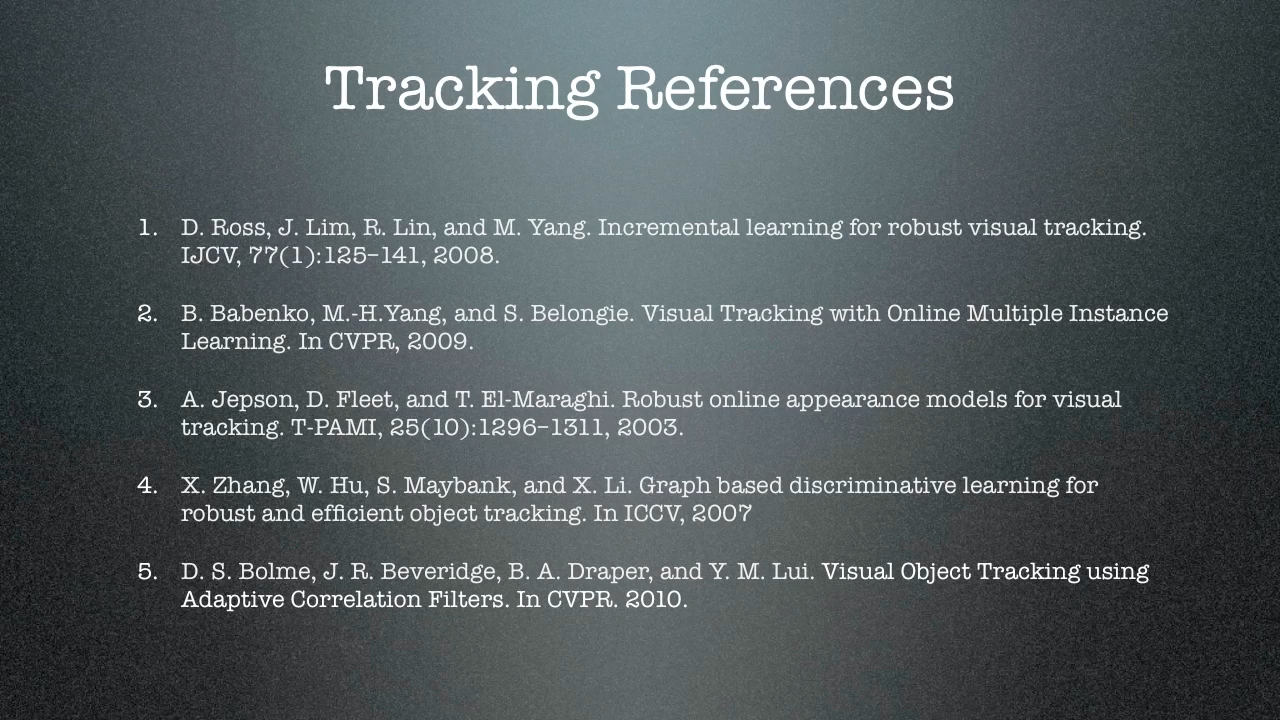 Tracking References
1. D. Ross, J. Lim, R. Lin, and M. Yang. Incremental learning for robust visual tracking.
IJCV, 77(1):125–141, 2008.
2. B. Babenko, M.-H.Yang, and S. Belongie. Visual Tracking with Online Multiple Instance
Learning. In CVPR, 2009.
3. A. Jepson, D. Fleet, and T. El-Maraghi. Robust online appearance models for visual
tracking. T-PAMI, 25(10):1296–1311, 2003.
4. X. Zhang, W. Hu, S. Maybank, and X. Li. Graph based discriminative learning for
robust and efficient object tracking. In ICCV, 2007
5. D. S. Bolme, J. R. Beveridge, B. A. Draper, and Y. M. Lui. Visual Object Tracking using
Adaptive Correlation Filters. In CVPR. 2010.